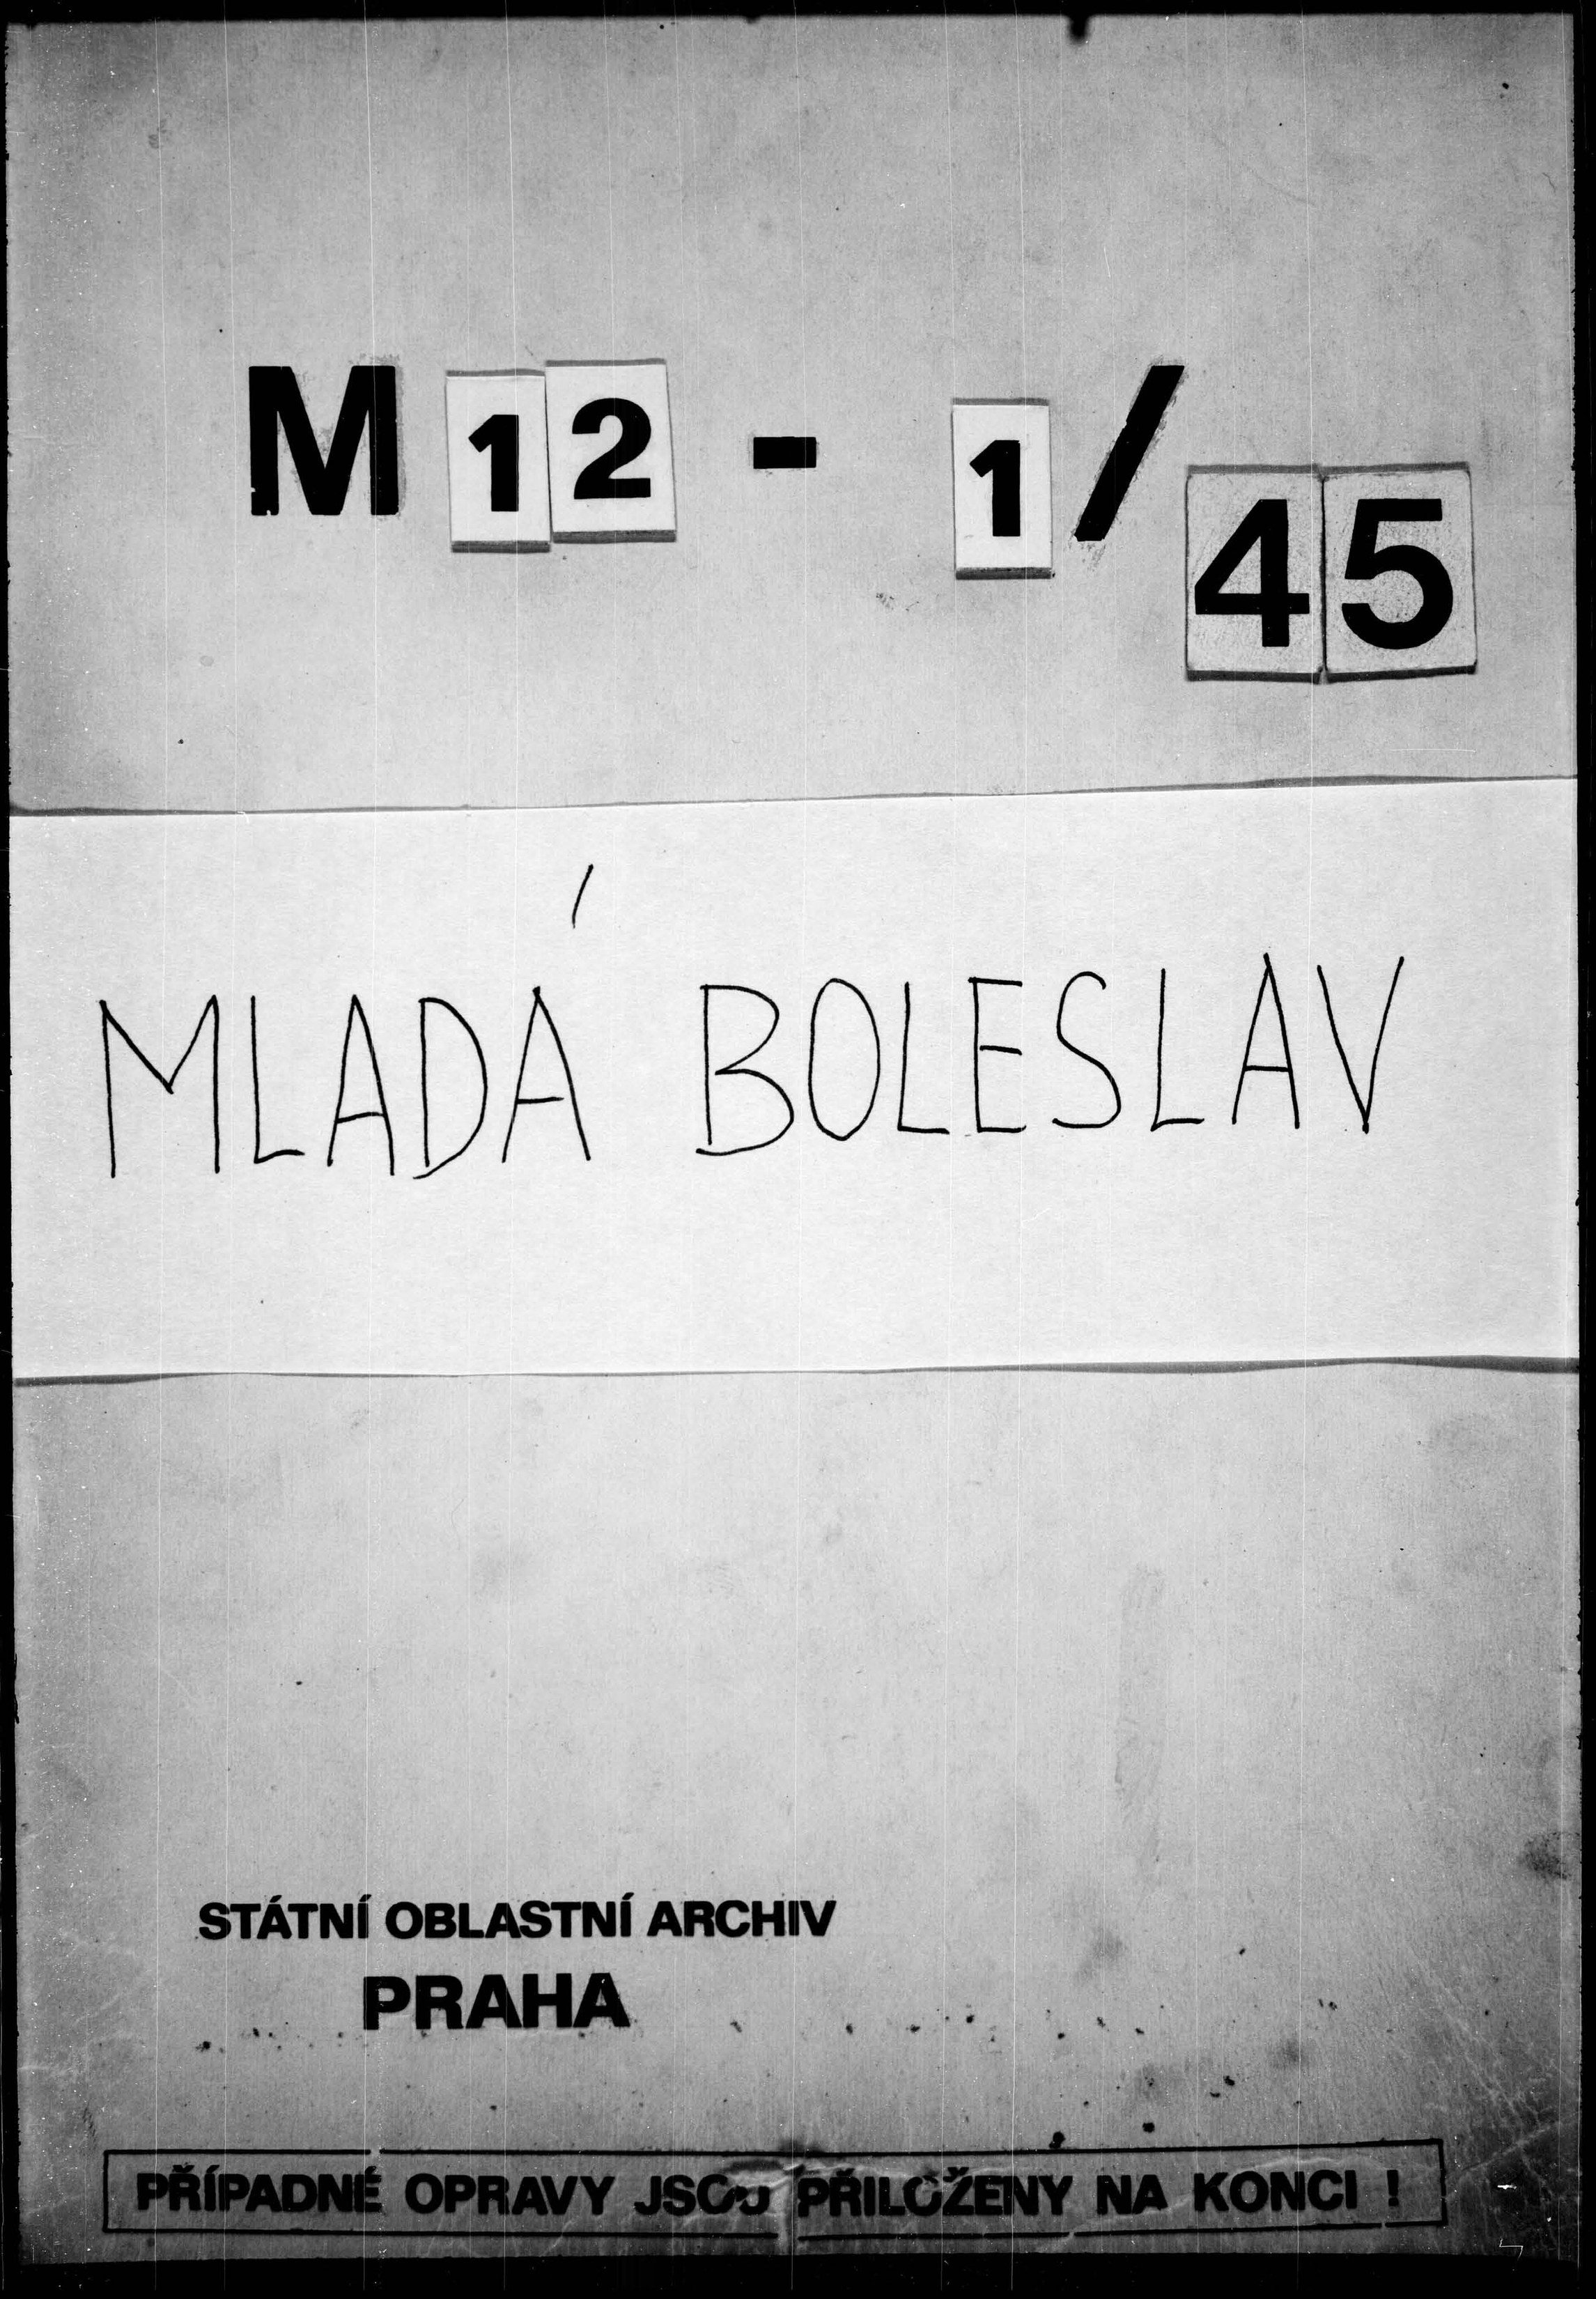 M 12 - 1/45
MLADÁ BOLESLAV
STÁTNÍ OBLASTNÍ ARCHIV
PRAHA
PŘÍPADNÉ OPRAVY JSOU PŘILOŽENY NA KONCI !